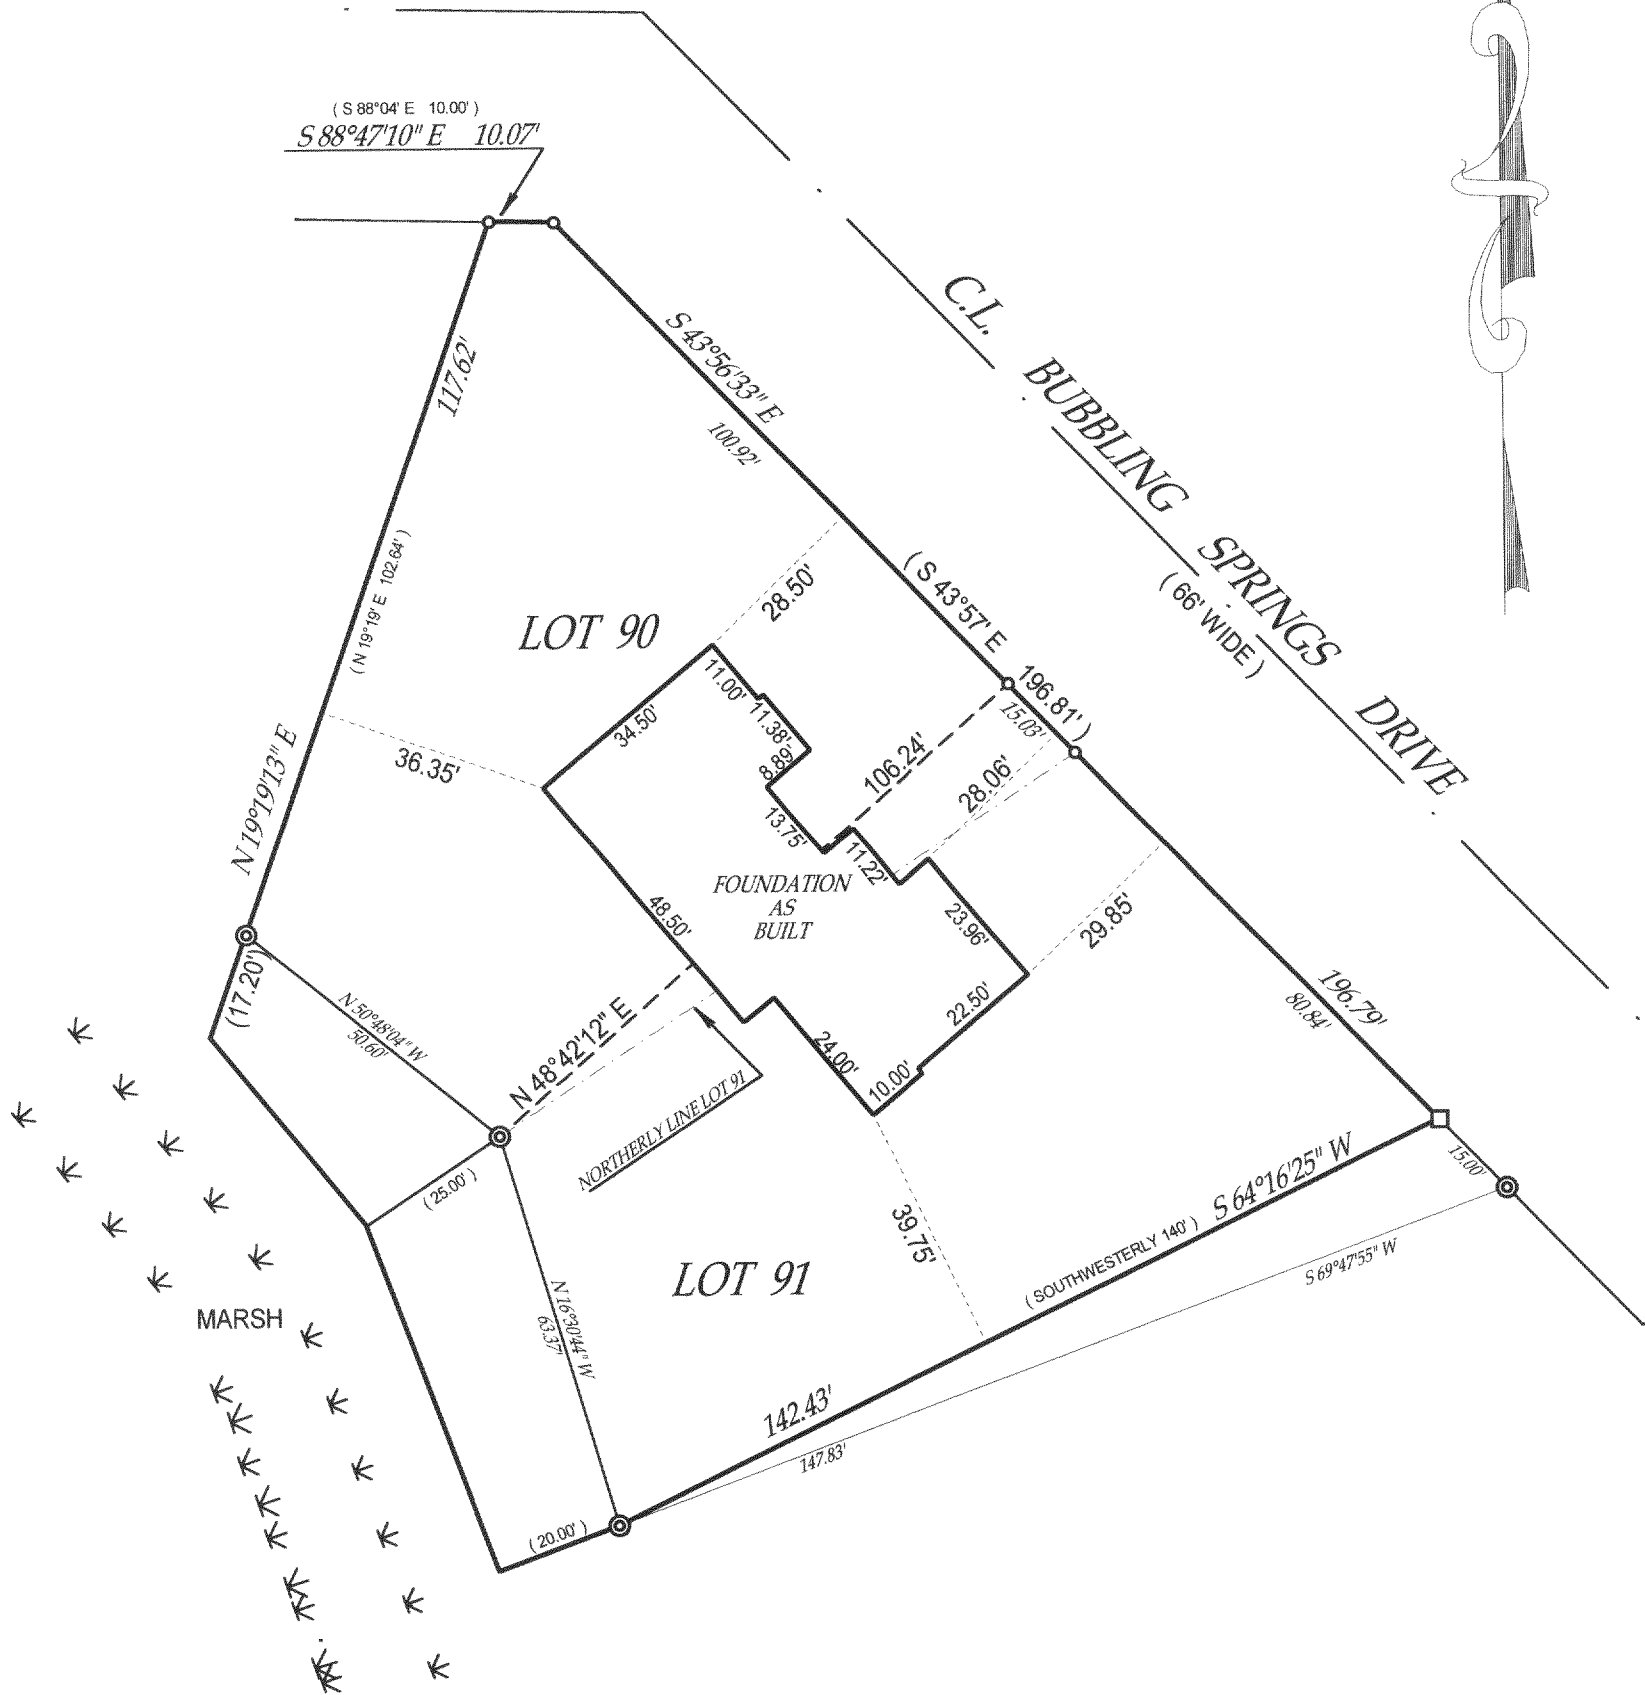 ( S 88°04' E 10.00' )
S 88°47'10" E 10.07'
117.62'
S 43°56'33" E
100.92'
C.L. BUBBLING SPRINGS DRIVE
( 66' WIDE )
( N 19°19' E 102.64' )
N 19°19'13" E
( S 43°57' E 196.81' )
28.50'
LOT 90
11.00'
11.38'
34.50'
8.89'
36.35'
13.75'
106.24'
15.03'
28.06'
11.22'
FOUNDATION
AS
BUILT
48.50'
23.96'
29.85'
22.50'
24.00'
10.00'
(17.20')
N 50°48'04" W
50.60'
N 48°42'12" E
NORTHERLY LINE LOT 91
196.79'
80.84'
15.00'
( 25.00' )
39.75'
( SOUTHWESTERLY 140' )
S 64°16'25" W
S 69°47'55" W
LOT 91
N 16°30'44" W
63.37'
MARSH
142.43'
147.83'
( 20.00' )